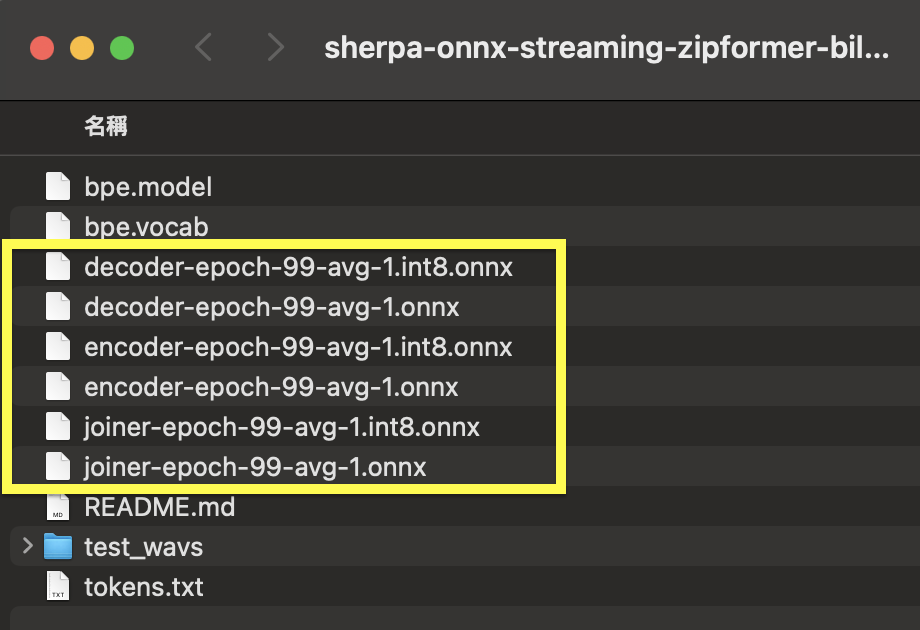 sherpa-onnx-streaming-zipformer-bil...
名稱
bpe.model
bpe.vocab
decoder-epoch-99-avg-1.int8.onnx
decoder-epoch-99-avg-1.onnx
encoder-epoch-99-avg-1.int8.onnx
encoder-epoch-99-avg-1.onnx
joiner-epoch-99-avg-1.int8.onnx
joiner-epoch-99-avg-1.onnx
MD README.md
test_wavs
TXT tokens.txt